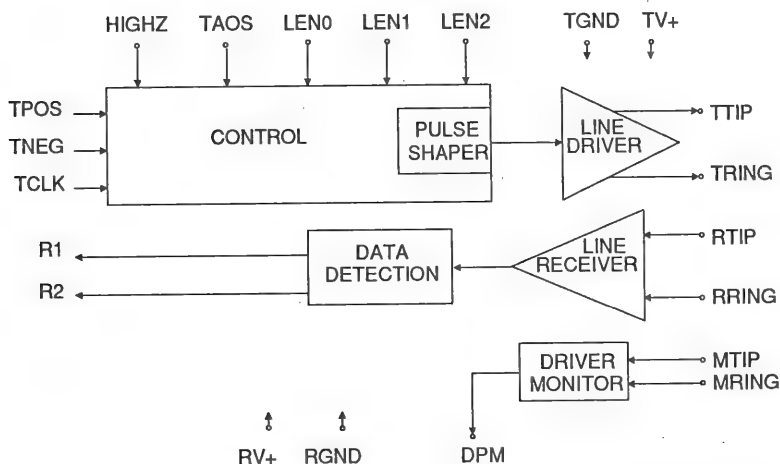 HIGHZ TAOS LEN0 LEN1 LEN2 TGND TV+
TPOS
TNEG
TCLK
CONTROL
PULSE
SHAPER
LINE
DRIVER
TTIP
TRING
R1
R2
DATA
DETECTION
LINE
RECEIVER
RTIP
RRING
DRIVER
MONITOR
MTIP
MRING
RV+ RGND DPM